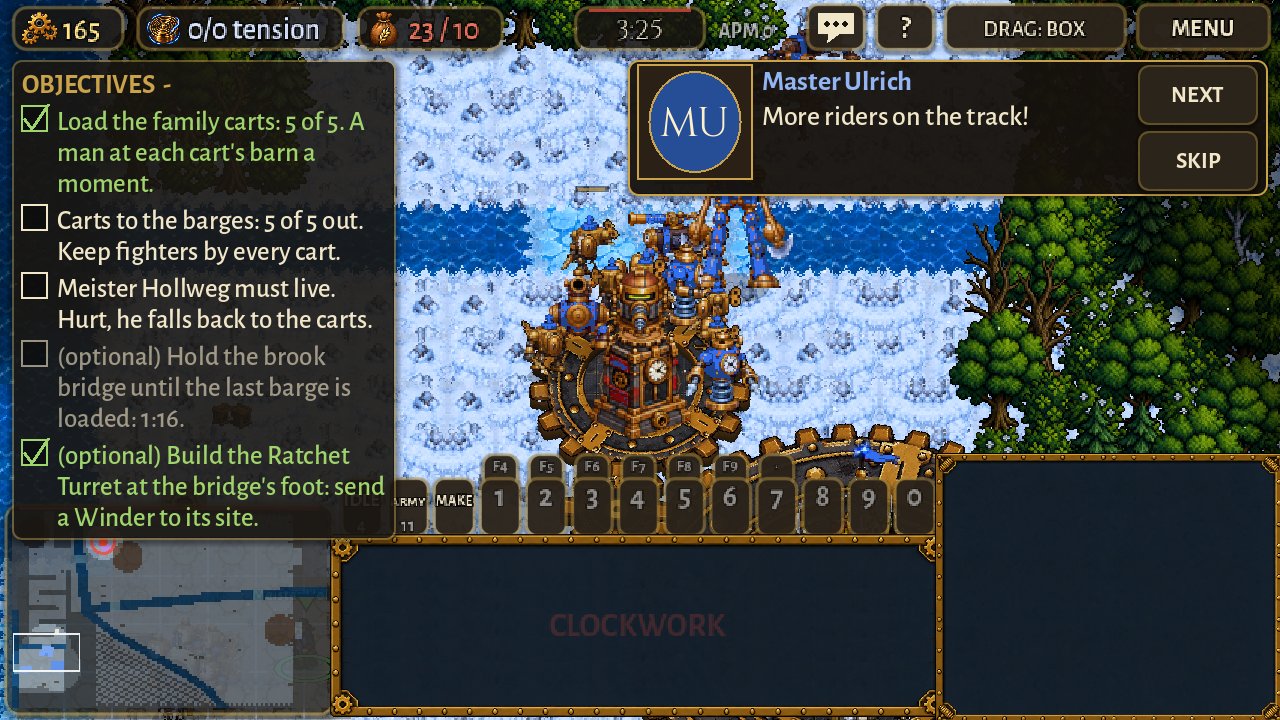 165
0/0 tension
23 / 10
3:25
APM:0
?
DRAG: BOX
MENU
OBJECTIVES -
Load the family carts: 5 of 5. A
man at each cart's barn a
moment.
Carts to the barges: 5 of 5 out.
Keep fighters by every cart.
Meister Hollweg must live.
Hurt, he falls back to the carts.
(optional) Hold the brook
bridge until the last barge is
loaded: 1:16.
(optional) Build the Ratchet
Turret at the bridge's foot: send
a Winder to its site.
MU
Master Ulrich
More riders on the track!
NEXT
SKIP
ARMY
11
MAKE
F4
F5
F6
F7
F8
F9
1
2
3
4
5
6
7
8
9
0
CLOCKWORK